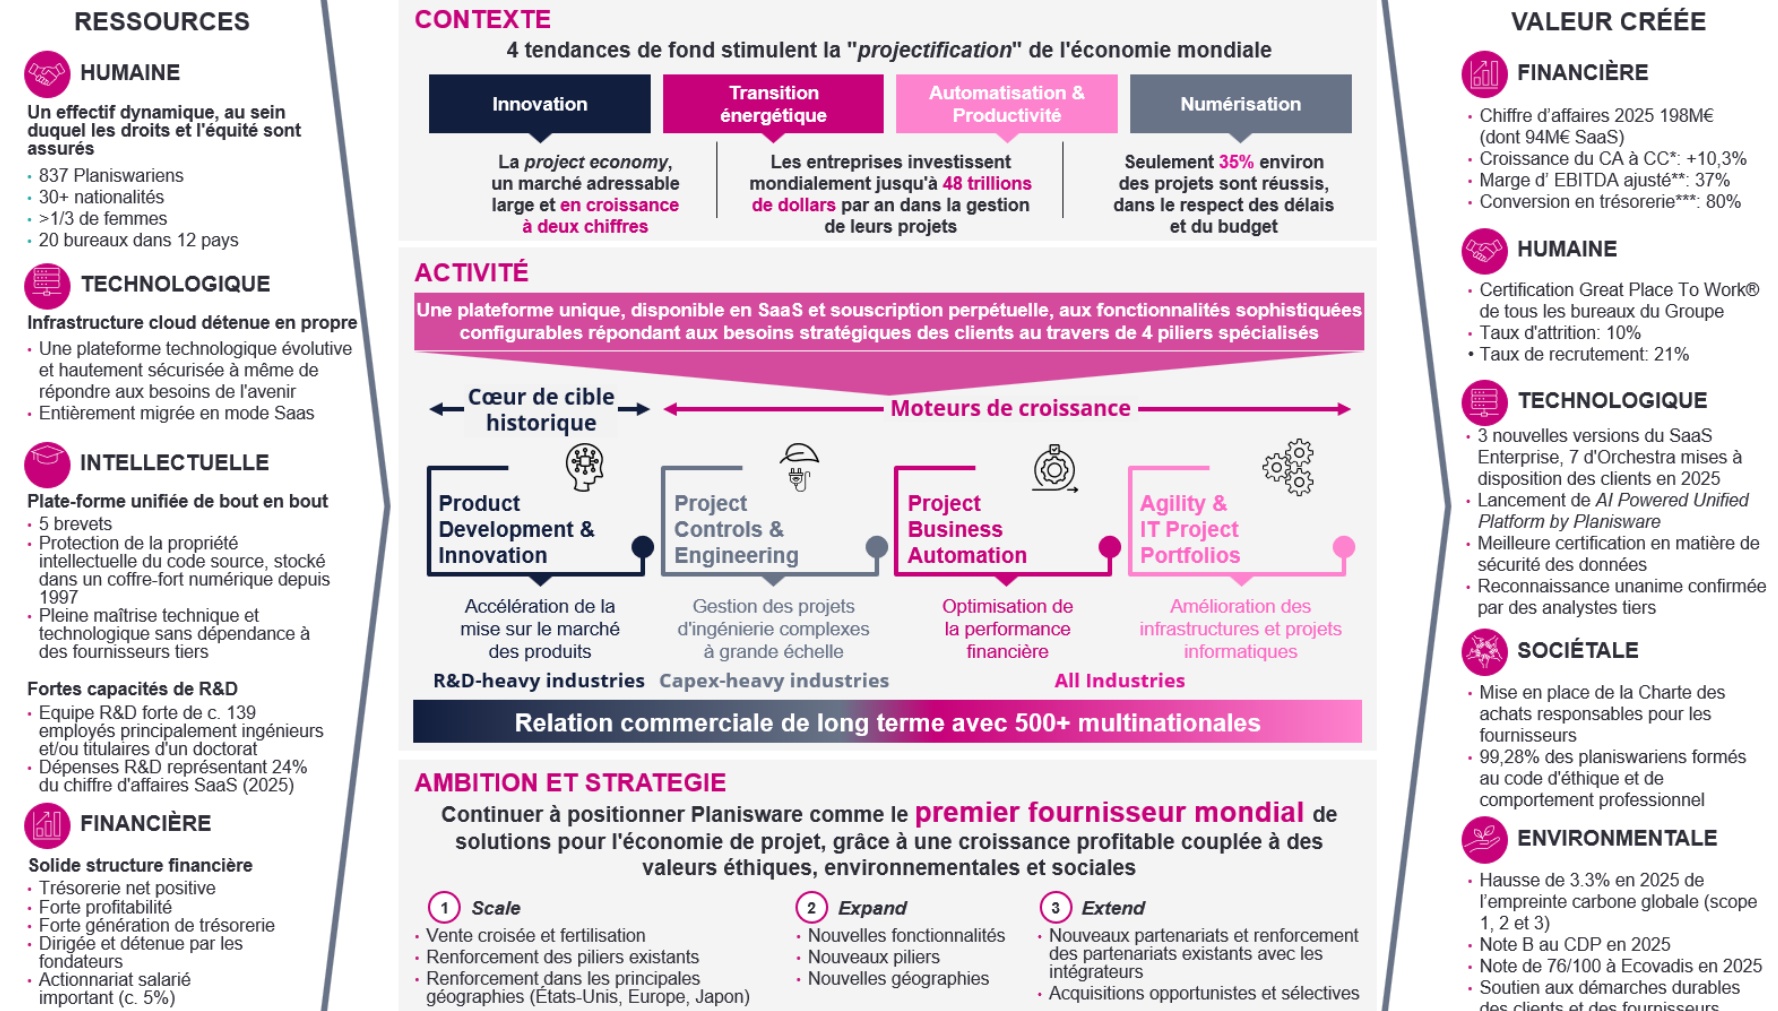 RESSOURCES
HUMAINE
Un effectif dynamique, au sein
duquel les droits et l'équité sont
assurés
• 837 Planiswariens
• 30+ nationalités
• >1/3 de femmes
• 20 bureaux dans 12 pays
TECHNOLOGIQUE
Infrastructure cloud détenue en propre
• Une plateforme technologique évolutive
et hautement sécurisée à même de
répondre aux besoins de l'avenir
• Entièrement migrée en mode Saas
INTELLECTUELLE
Plate-forme unifiée de bout en bout
• 5 brevets
• Protection de la propriété
intellectuelle du code source, stocké
dans un coffre-fort numérique depuis
1997
• Pleine maîtrise technique et
technologique sans dépendance à
des fournisseurs tiers
Fortes capacités de R&D
• Equipe R&D forte de c. 139
employés principalement ingénieurs
et/ou titulaires d'un doctorat
• Dépenses R&D représentant 24%
du chiffre d'affaires SaaS (2025)
FINANCIÈRE
Solide structure financière
• Trésorerie net positive
• Forte profitabilité
• Forte génération de trésorerie
• Dirigée et détenue par les
fondateurs
• Actionnariat salarié
important (c. 5%)
CONTEXTE
4 tendances de fond stimulent la "projectification" de l'économie mondiale
Innovation
Transition
énergétique
Automatisation &
Productivité
Numérisation
La project economy,
un marché adressable
large et en croissance
à deux chiffres
Les entreprises investissent
mondialement jusqu'à 48 trillions
de dollars par an dans la gestion
de leurs projets
Seulement 35% environ
des projets sont réussis,
dans le respect des délais
et du budget
ACTIVITÉ
Une plateforme unique, disponible en SaaS et souscription perpétuelle, aux fonctionnalités sophistiquées
configurables répondant aux besoins stratégiques des clients au travers de 4 piliers spécialisés
Cœur de cible
historique
Moteurs de croissance
Product
Development &
Innovation
Project
Controls &
Engineering
Project
Business
Automation
Agility &
IT Project
Portfolios
Accélération de la
mise sur le marché
des produits
Gestion des projets
d'ingénierie complexes
à grande échelle
Optimisation de
la performance
financière
Amélioration des
infrastructures et projets
informatiques
R&D-heavy industries
Capex-heavy industries
All Industries
Relation commerciale de long terme avec 500+ multinationales
AMBITION ET STRATEGIE
Continuer à positionner Planisware comme le premier fournisseur mondial de
solutions pour l'économie de projet, grâce à une croissance profitable couplée à des
valeurs éthiques, environnementales et sociales
1 Scale
• Vente croisée et fertilisation
• Renforcement des piliers existants
• Renforcement dans les principales
géographies (États-Unis, Europe, Japon)
2 Expand
• Nouvelles fonctionnalités
• Nouveaux piliers
• Nouvelles géographies
3 Extend
• Nouveaux partenariats et renforcement
des partenariats existants avec les
intégrateurs
• Acquisitions opportunistes et sélectives
VALEUR CRÉÉE
FINANCIÈRE
• Chiffre d'affaires 2025 198M€
(dont 94M€ SaaS)
• Croissance du CA à CC*: +10,3%
• Marge d' EBITDA ajusté**: 37%
• Conversion en trésorerie***: 80%
HUMAINE
• Certification Great Place To Work®
de tous les bureaux du Groupe
• Taux d'attrition: 10%
• Taux de recrutement: 21%
TECHNOLOGIQUE
• 3 nouvelles versions du SaaS
Enterprise, 7 d'Orchestra mises à
disposition des clients en 2025
• Lancement de AI Powered Unified
Platform by Planisware
• Meilleure certification en matière de
sécurité des données
• Reconnaissance unanime confirmée
par des analystes tiers
SOCIÉTALE
• Mise en place de la Charte des
achats responsables pour les
fournisseurs
• 99,28% des planiswariens formés
au code d'éthique et de
comportement professionnel
ENVIRONMENTALE
• Hausse de 3.3% en 2025 de
l'empreinte carbone globale (scope
1, 2 et 3)
• Note B au CDP en 2025
• Note de 76/100 à Ecovadis en 2025
• Soutien aux démarches durables
des clients et des fournisseurs